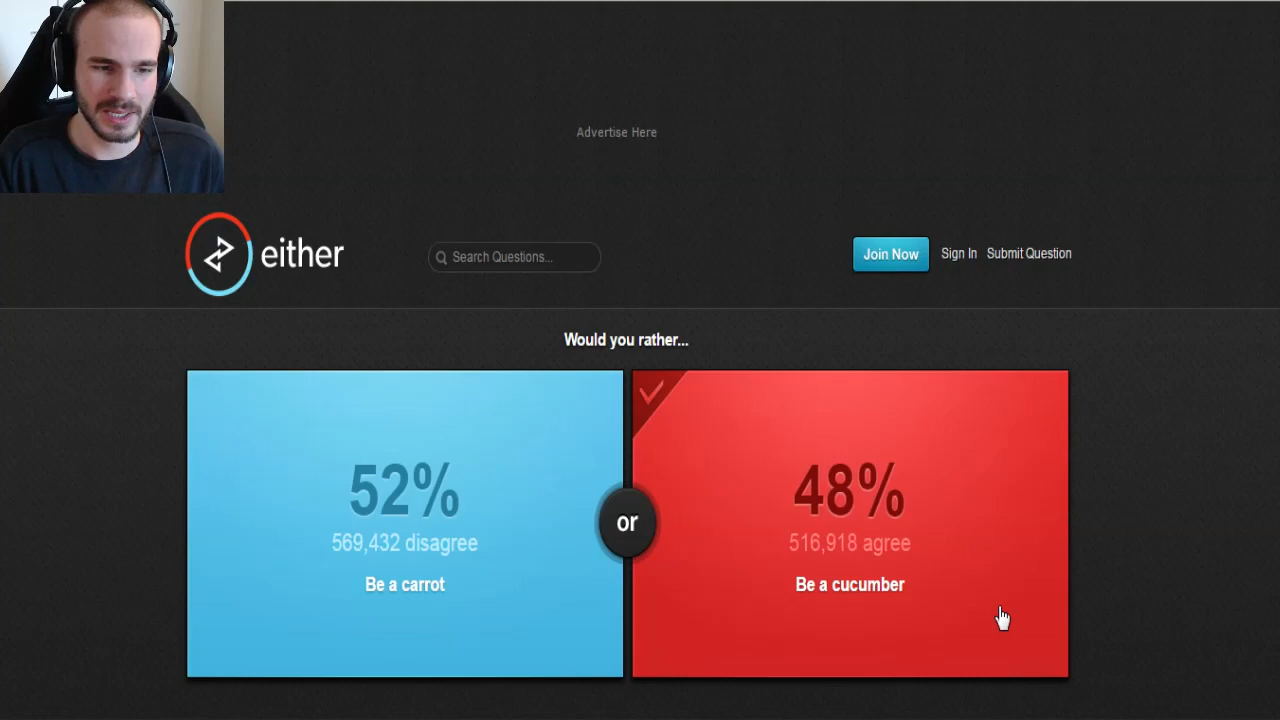 Advertise Here
either
Search Questions...
Join Now
Sign In
Submit Question
Would you rather...
52%
569,432 disagree
Be a carrot
or
48%
516,918 agree
Be a cucumber